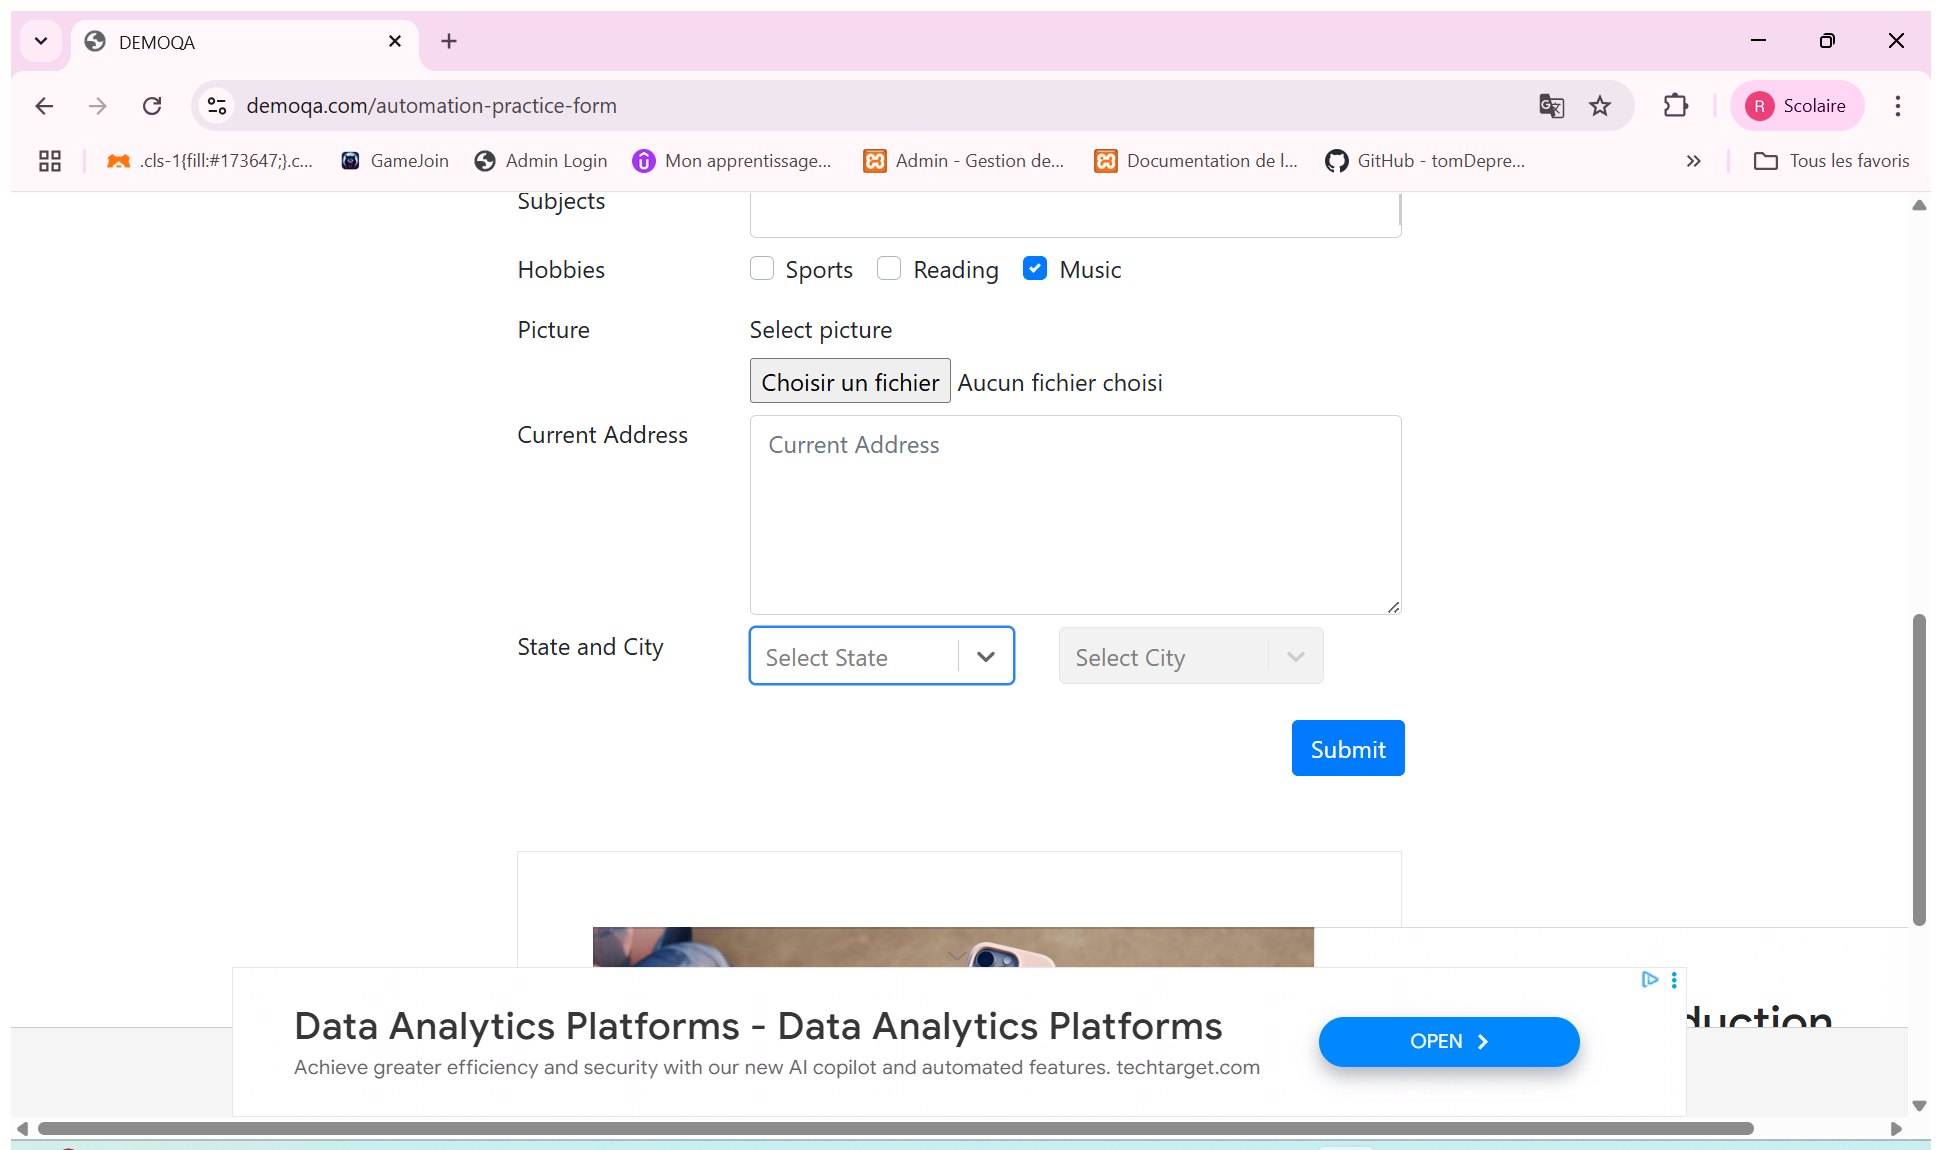 DEMOQA
demoqa.com/automation-practice-form
R Scolaire
.cls-1{fill:#173647;}.c... GameJoin Admin Login Mon apprentissage... Admin - Gestion de... Documentation de l... GitHub - tomDepre... » Tous les favoris
Subjects
Hobbies Sports Reading Music
Picture Select picture
Choisir un fichier Aucun fichier choisi
Current Address Current Address
State and City Select State Select City
Submit
Data Analytics Platforms - Data Analytics Platforms
Achieve greater efficiency and security with our new AI copilot and automated features. techtarget.com
OPEN
duction